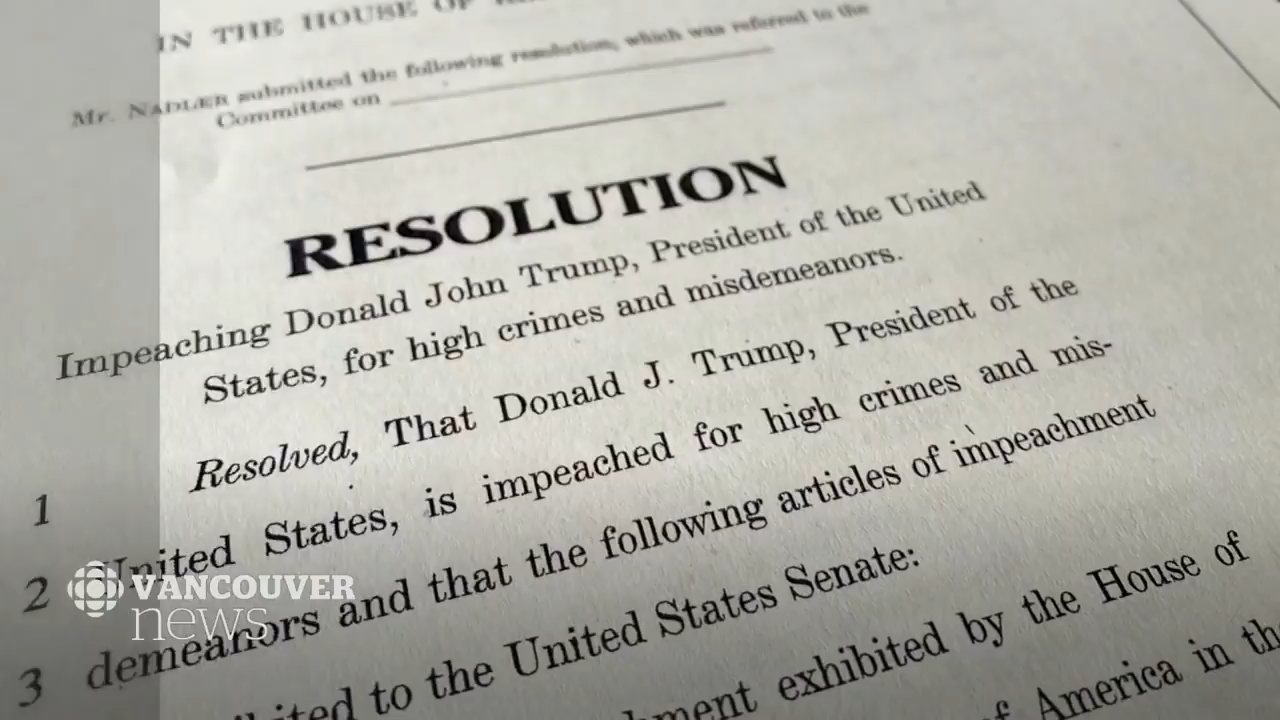 IN THE HOUSE OF
Mr. NADLER submitted the following resolution; which was referred to the
Committee on
RESOLUTION
Impeaching Donald John Trump, President of the United
States, for high crimes and misdemeanors.
1 Resolved, That Donald J. Trump, President of the
2 United States, is impeached for high crimes and mis-
3 demeanors and that the following articles of impeachment
to the United States Senate:
exhibited by the House of
of America in
VANCOUVER
news